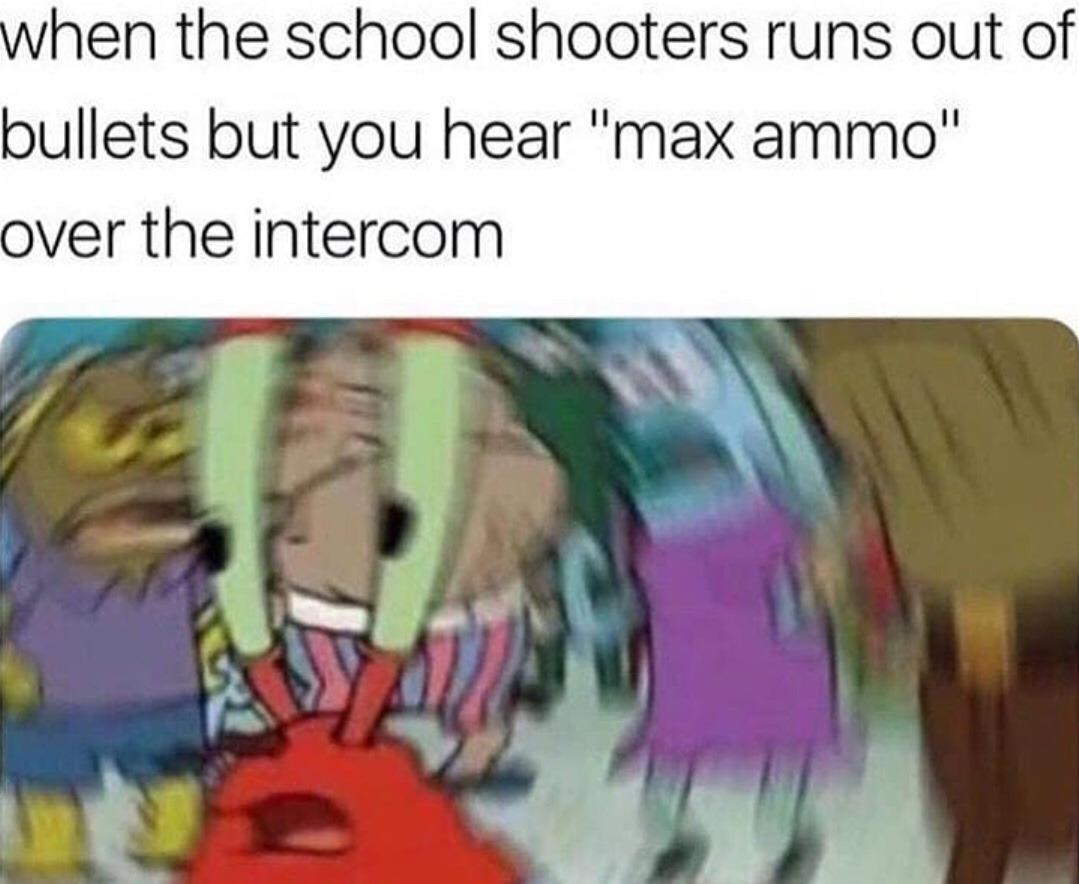 when the school shooters runs out of
bullets but you hear "max ammo"
over the intercom